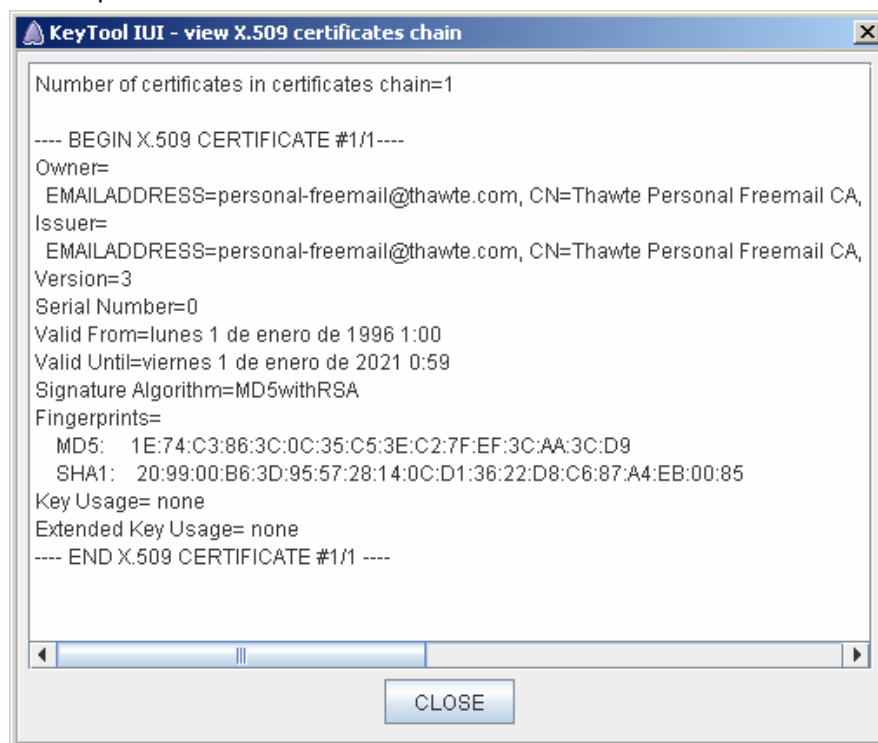 KeyTool IUI - view X.509 certificates chain
Number of certificates in certificates chain=1
---- BEGIN X.509 CERTIFICATE #1/1----
Owner=
EMAILADDRESS=personal-freemail@thawte.com, CN=Thawte Personal Freemail CA,
Issuer=
EMAILADDRESS=personal-freemail@thawte.com, CN=Thawte Personal Freemail CA,
Version=3
Serial Number=0
Valid From=lunes 1 de enero de 1996 1:00
Valid Until=viernes 1 de enero de 2021 0:59
Signature Algorithm=MD5withRSA
Fingerprints=
MD5: 1E:74:C3:86:3C:0C:35:C5:3E:C2:7F:EF:3C:AA:3C:D9
SHA1: 20:99:00:B6:3D:95:57:28:14:0C:D1:36:22:D8:C6:87:A4:EB:00:85
Key Usage= none
Extended Key Usage= none
---- END X.509 CERTIFICATE #1/1 ----
CLOSE